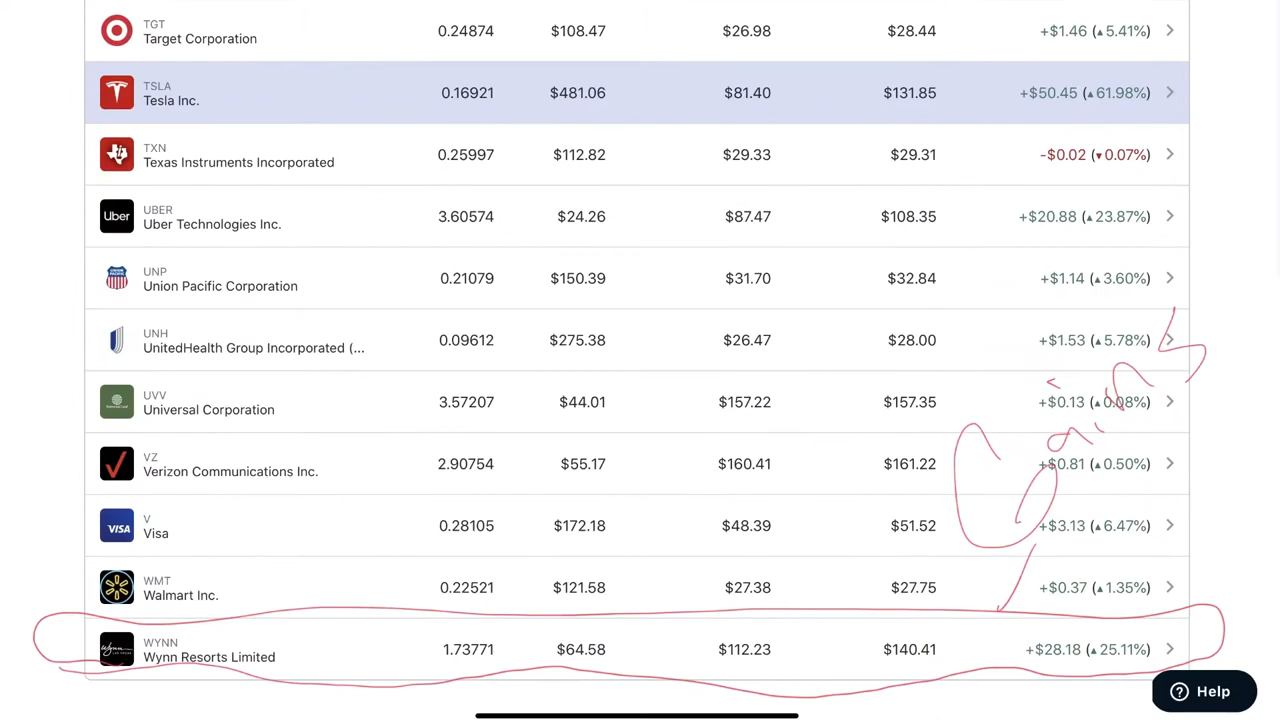 TGT
Target Corporation 0.24874 $108.47 $26.98 $28.44 +$1.46 (▲5.41%)
TSLA
Tesla Inc. 0.16921 $481.06 $81.40 $131.85 +$50.45 (▲61.98%)
TXN
Texas Instruments Incorporated 0.25997 $112.82 $29.33 $29.31 -$0.02 (▼0.07%)
Uber
UBER
Uber Technologies Inc. 3.60574 $24.26 $87.47 $108.35 +$20.88 (▲23.87%)
UNION PACIFIC
UNP
Union Pacific Corporation 0.21079 $150.39 $31.70 $32.84 +$1.14 (▲3.60%)
UNH
UnitedHealth Group Incorporated (... 0.09612 $275.38 $26.47 $28.00 +$1.53 (▲5.78%)
UVV
Universal Corporation 3.57207 $44.01 $157.22 $157.35 +$0.13 (▲0.08%)
VZ
Verizon Communications Inc. 2.90754 $55.17 $160.41 $161.22 +$0.81 (▲0.50%)
Gains
VISA
V
Visa 0.28105 $172.18 $48.39 $51.52 +$3.13 (▲6.47%)
WMT
Walmart Inc. 0.22521 $121.58 $27.38 $27.75 +$0.37 (▲1.35%)
Wynn
WYNN
Wynn Resorts Limited 1.73771 $64.58 $112.23 $140.41 +$28.18 (▲25.11%)
? Help